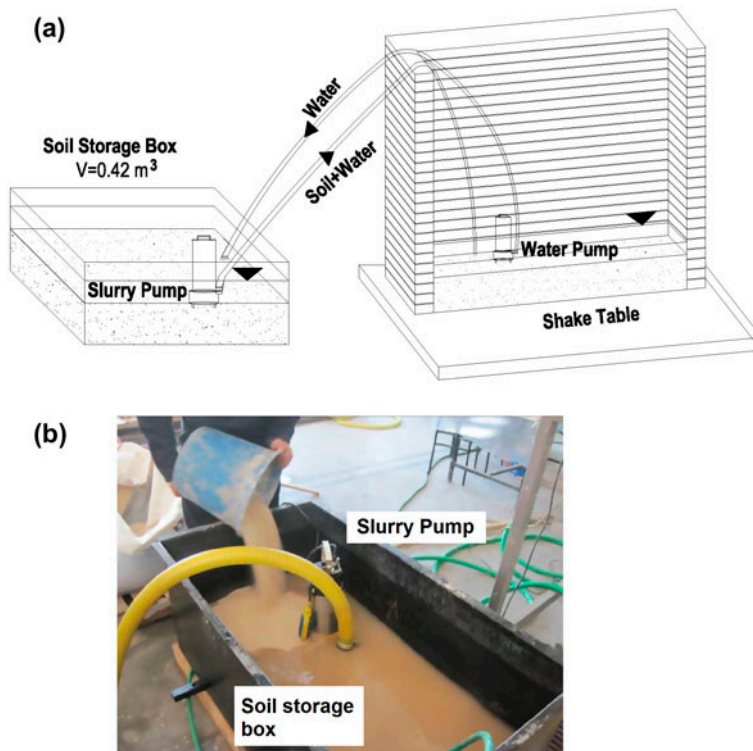 (a)
Water
Soil+Water
Soil Storage Box
V=0.42 m³
Slurry Pump
Water Pump
Shake Table
(b)
Slurry Pump
Soil storage
box